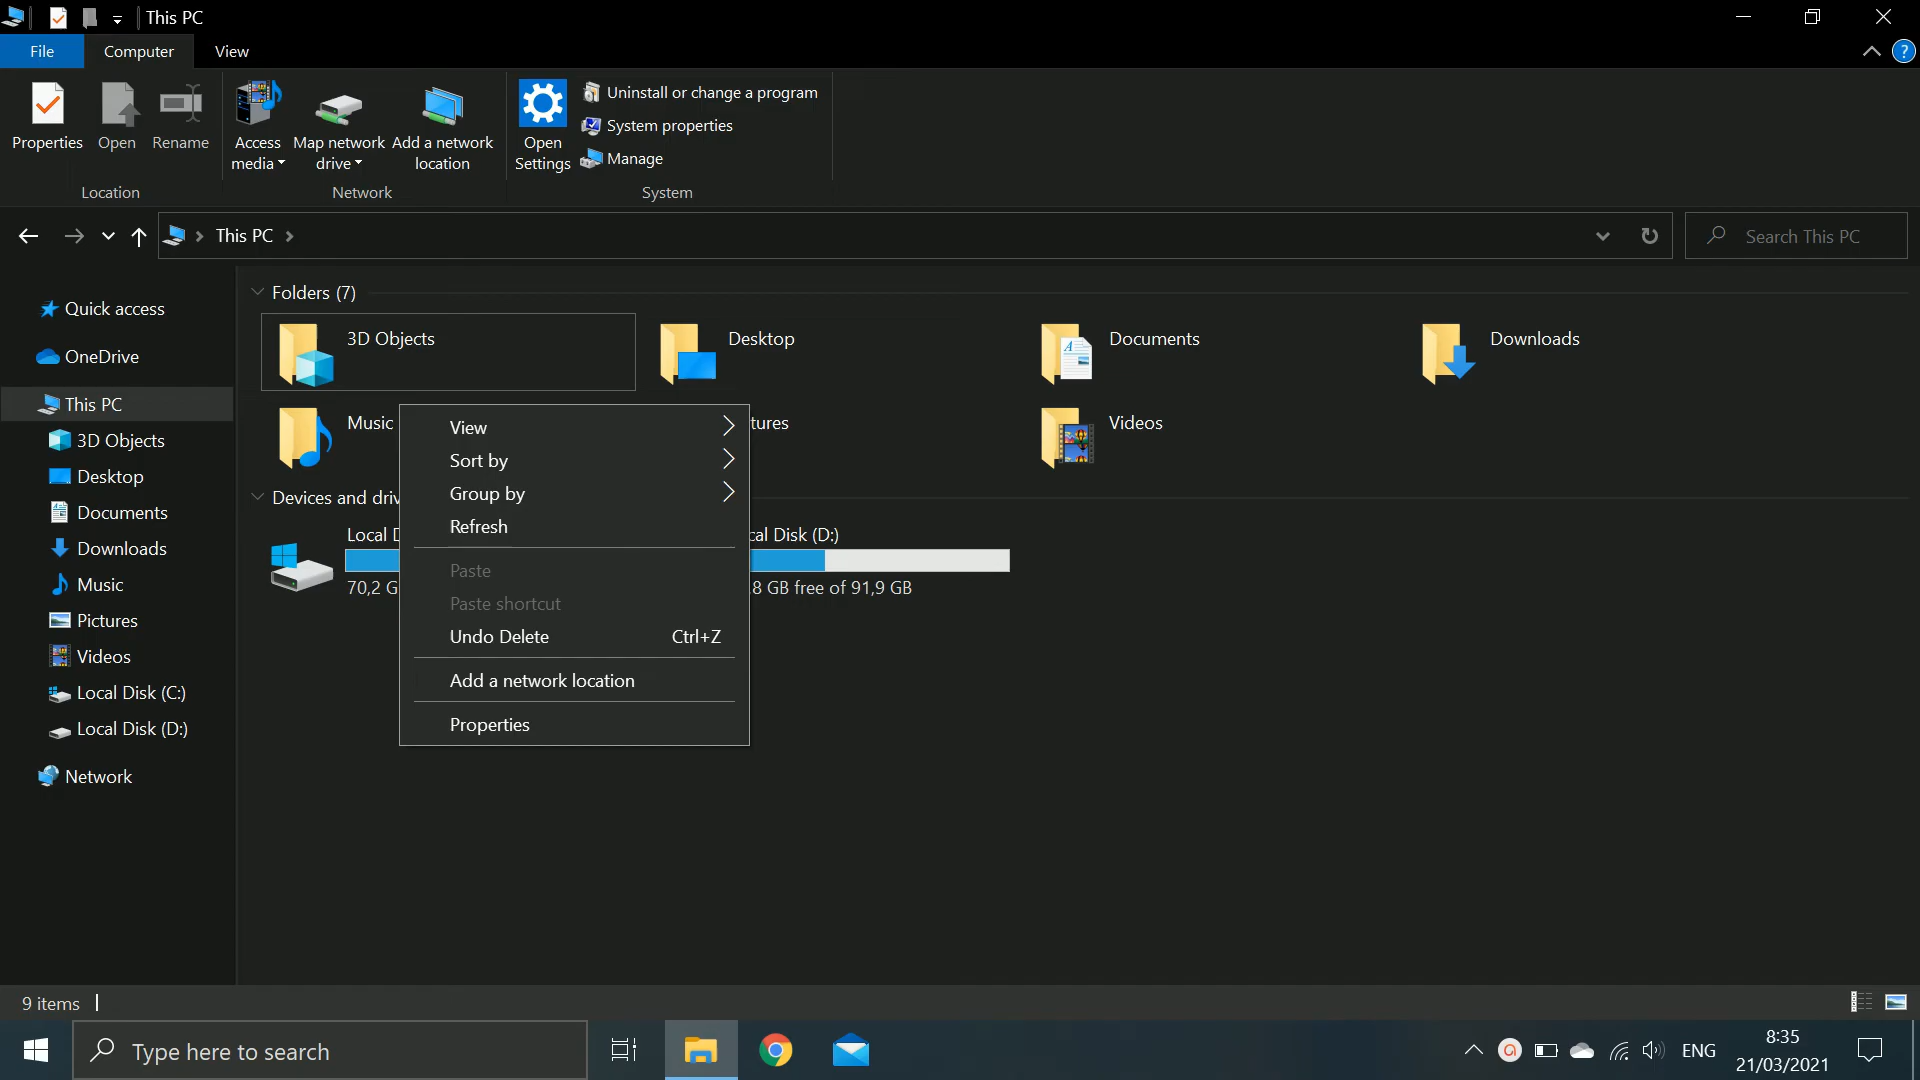 This PC
File
Computer
View
?
Properties
Open
Rename
Access media
Map network drive
Add a network location
Open Settings
Uninstall or change a program
System properties
Manage
Location
Network
System
This PC
Search This PC
Quick access
OneDrive
This PC
3D Objects
Desktop
Documents
Downloads
Music
Pictures
Videos
Local Disk (C:)
Local Disk (D:)
Network
Folders (7)
3D Objects
Desktop
Documents
Downloads
Music
tures
Videos
Devices and driv
Local D
70,2 G
cal Disk (D:)
.8 GB free of 91,9 GB
View
Sort by
Group by
Refresh
Paste
Paste shortcut
Undo Delete Ctrl+Z
Add a network location
Properties
9 items
Type here to search
ENG
8:35
21/03/2021